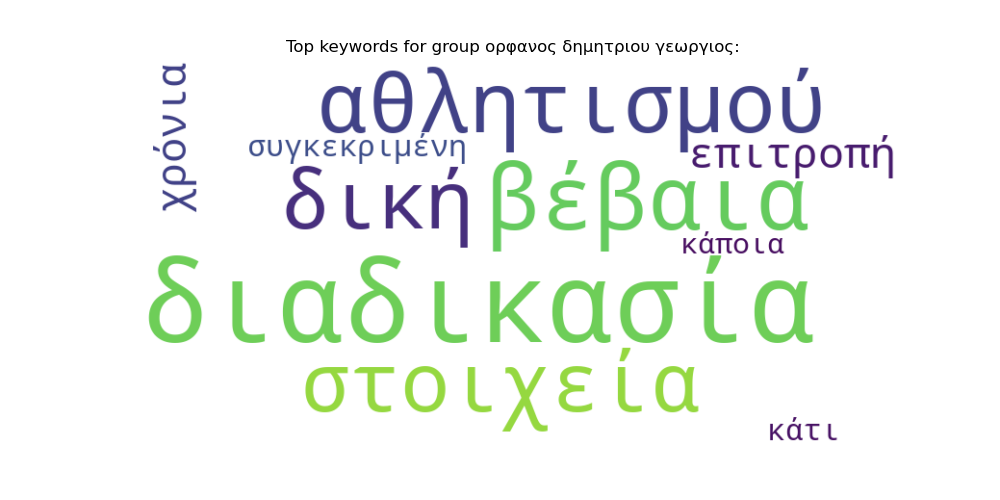 Top keywords for group ορφανος δημητριου γεωργιος:
χρόνια
αθλητισμού
συγκεκριμένη
επιτροπή
δική
βέβαια
κάποια
διαδικασία
στοιχεία
κάτι